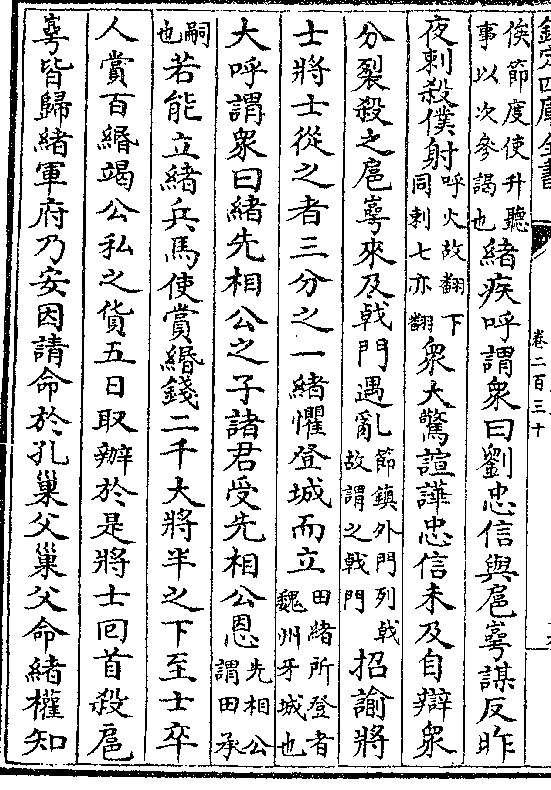 欽定四庫全書
卷二百三十
俟節度使升聽事以次參謁也緒疾呼謂衆曰劉忠信與扈崿謀反昨
夜刺殺僕射呼火故翻下同刺七亦翻衆大驚諠譁忠信未及自辯衆
分裂殺之扈崿來及戟門遇亂節鎮外門列戟故謂之戟門招諭將
士將士從之者三分之一緒懼登城而立田緒所登者魏州牙城也
大呼謂衆曰緒先相公之子諸君受先相公恩先相公謂田承
嗣也若能立緒兵馬使賞緡錢二千大將半之下至士卒
人賞百緡竭公私之貨五日取辦於是將士回首殺扈
崿皆歸緒軍府乃安因請命於孔巢父巢父命緒權知